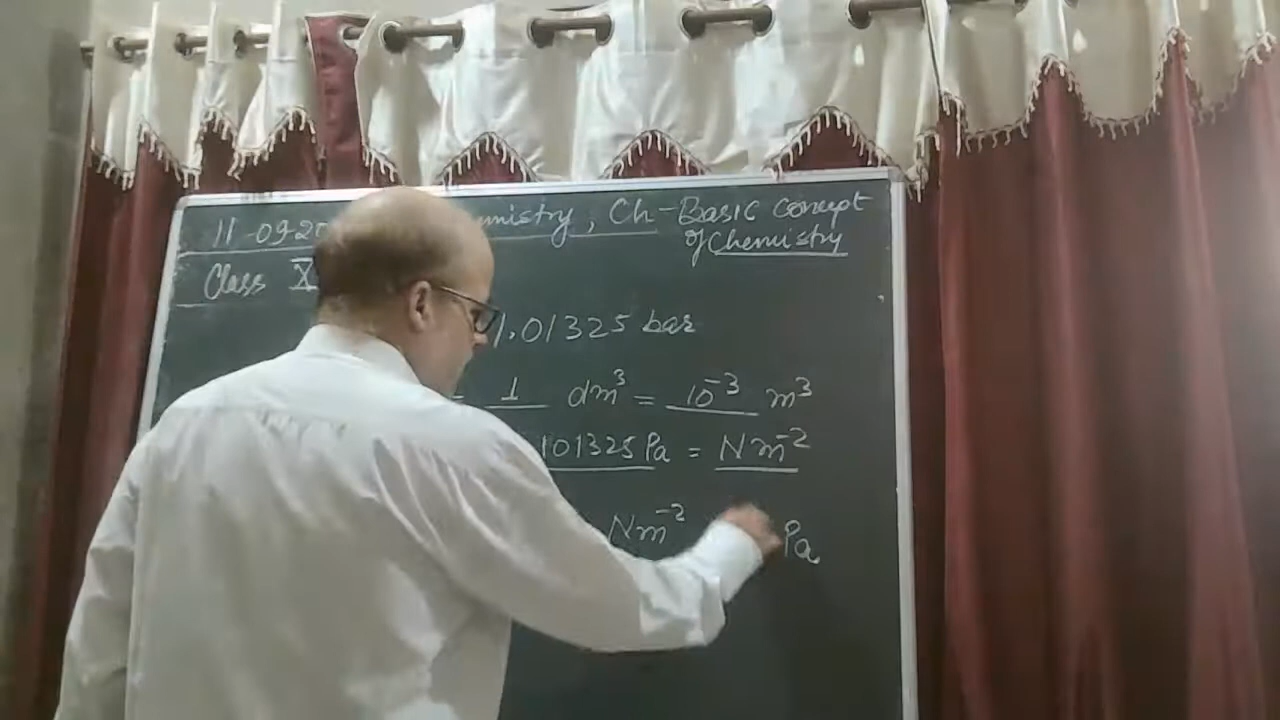 11-09-20 mistry, Ch-Basic concept
of Chemistry
Class X
1.01325 bar
1 dm³ = 10⁻³ m³
101325 Pa = Nm⁻²
Nm⁻² Pa